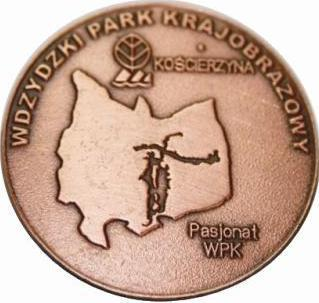 WDZYDZKI PARK KRAJOBRAZOWY
KOŚCIERZYNA
Pasjonat
WPK